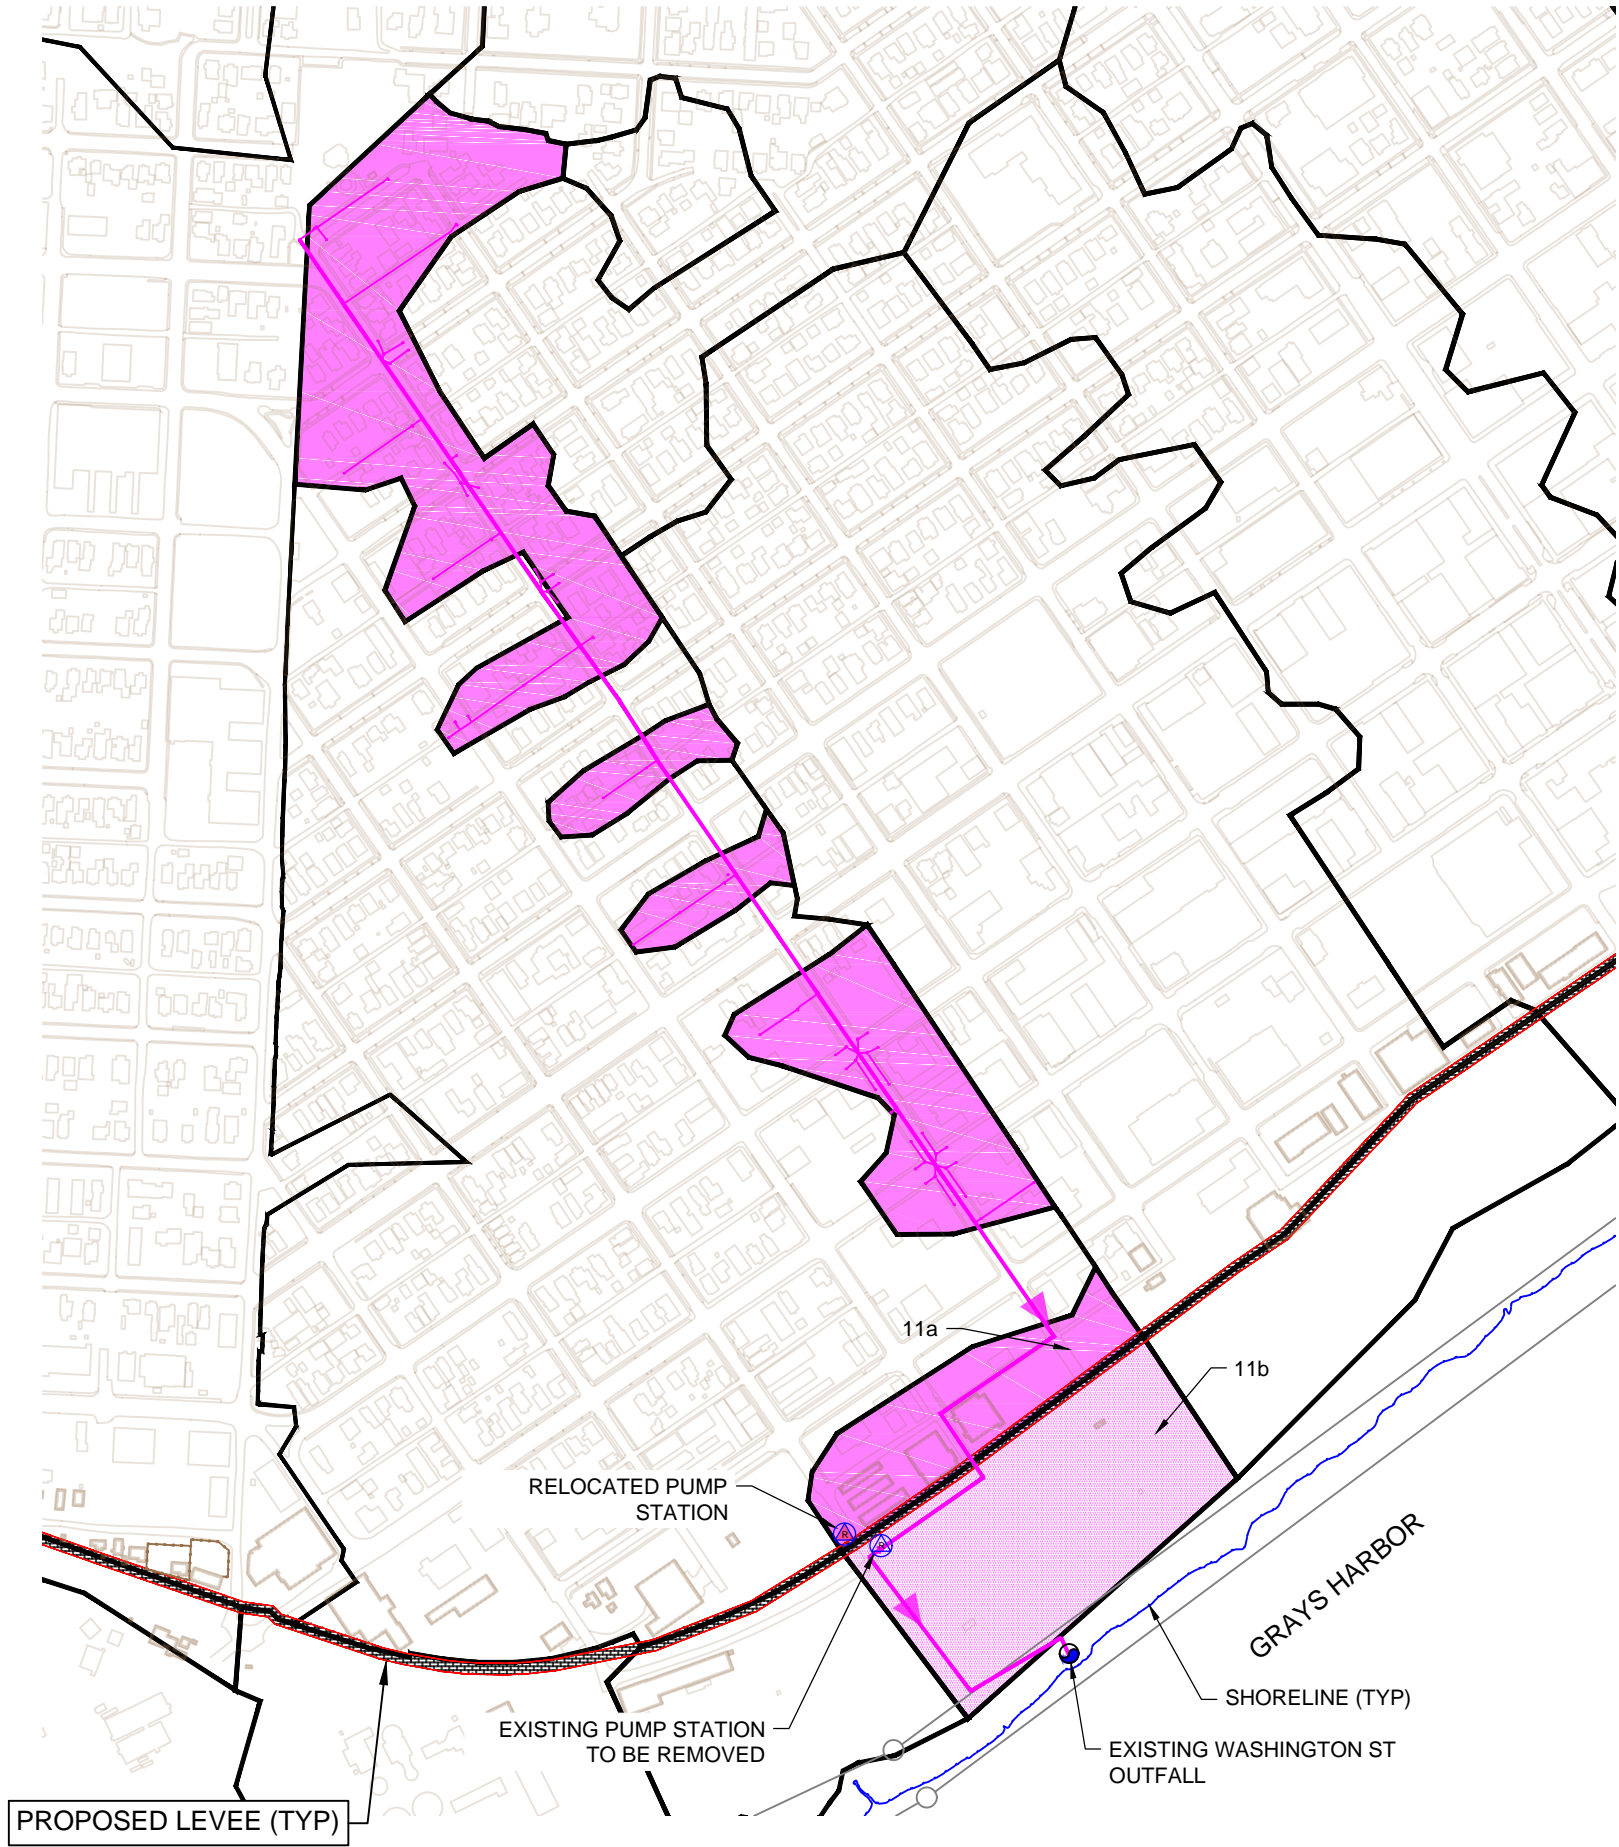 11a
11b
RELOCATED PUMP
STATION
R
R
GRAYS HARBOR
SHORELINE (TYP)
EXISTING PUMP STATION
TO BE REMOVED
EXISTING WASHINGTON ST
OUTFALL
PROPOSED LEVEE (TYP)